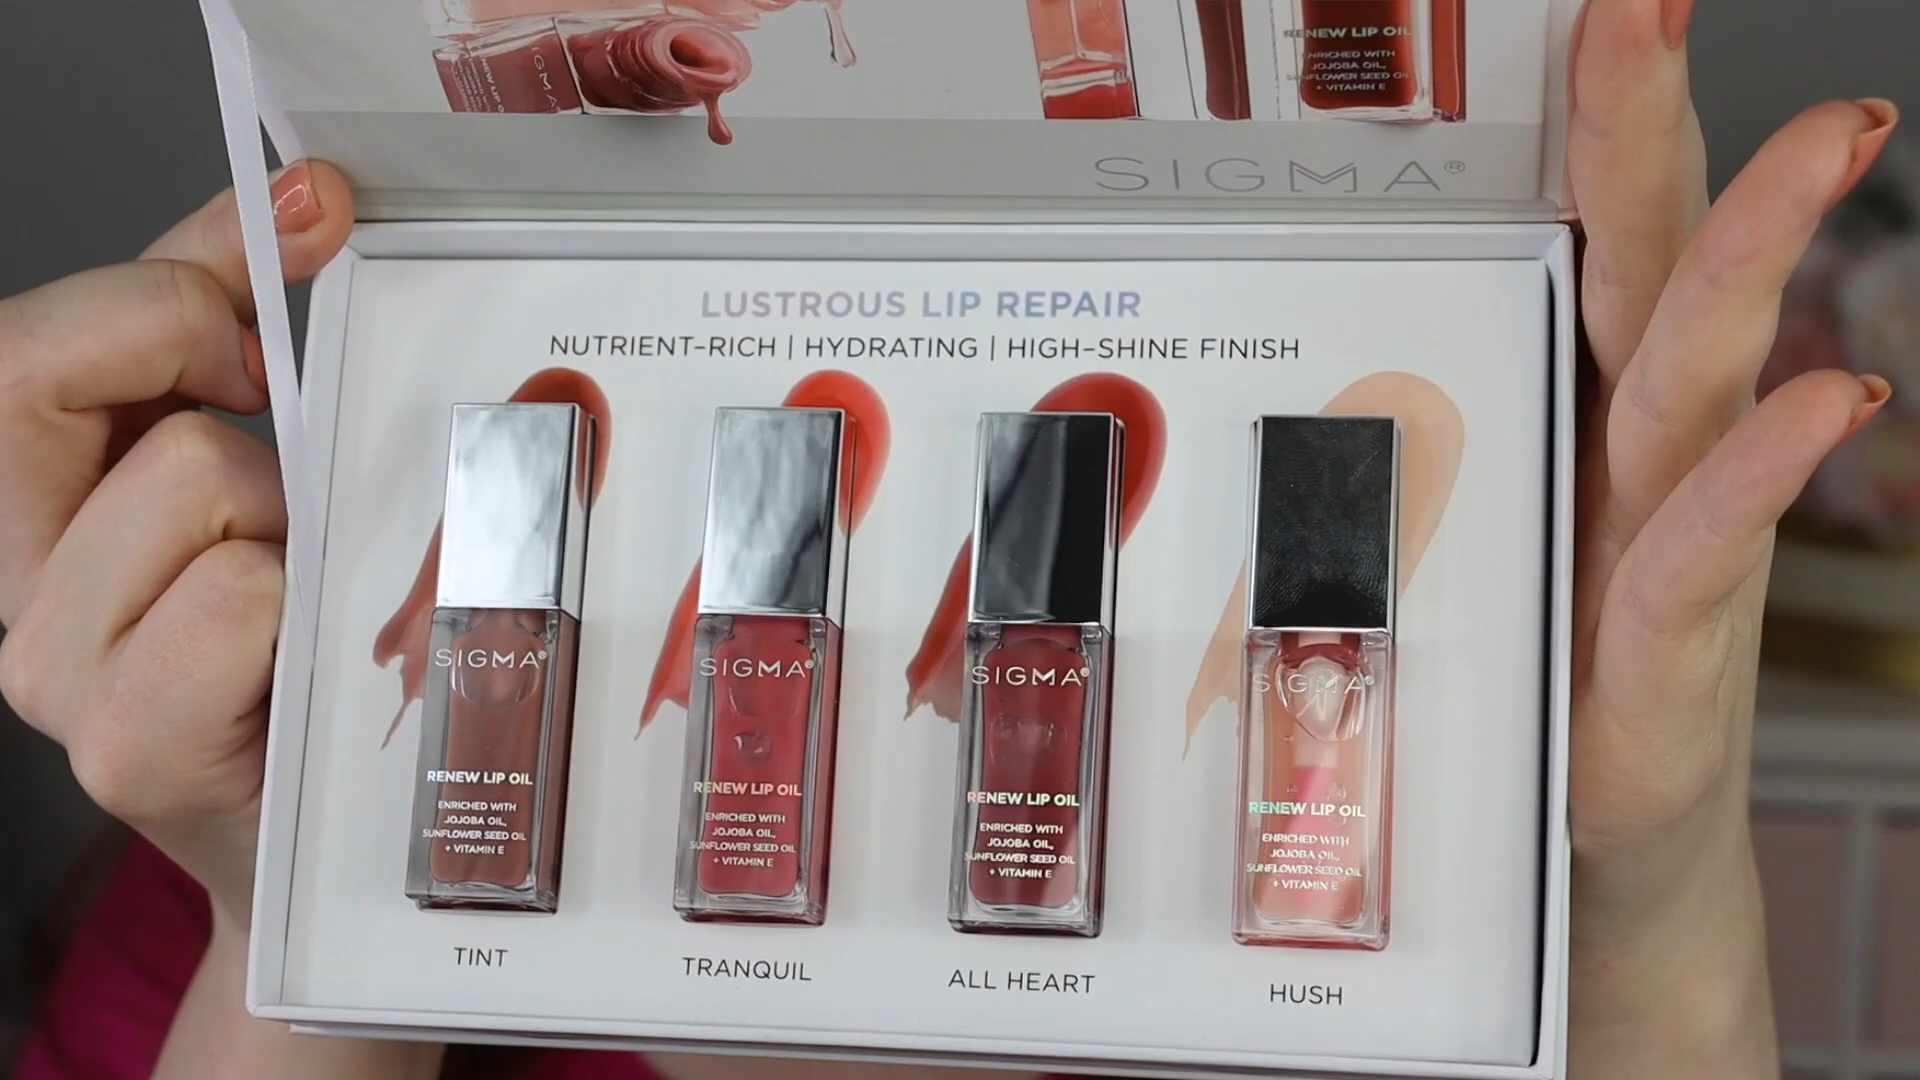 RENEW LIP OIL
ENRICHED WITH
JOJOBA OIL,
SUNFLOWER SEED OIL
+ VITAMIN E
SIGMA
SIGMA®
LUSTROUS LIP REPAIR
NUTRIENT-RICH | HYDRATING | HIGH-SHINE FINISH
SIGMA®
RENEW LIP OIL
ENRICHED WITH
JOJOBA OIL,
SUNFLOWER SEED OIL
+ VITAMIN E
TINT
SIGMA®
RENEW LIP OIL
ENRICHED WITH
JOJOBA OIL,
SUNFLOWER SEED OIL
+ VITAMIN E
TRANQUIL
SIGMA®
RENEW LIP OIL
ENRICHED WITH
JOJOBA OIL,
SUNFLOWER SEED OIL
+ VITAMIN E
ALL HEART
SIGMA®
RENEW LIP OIL
ENRICHED WITH
JOJOBA OIL,
SUNFLOWER SEED OIL
+ VITAMIN E
HUSH